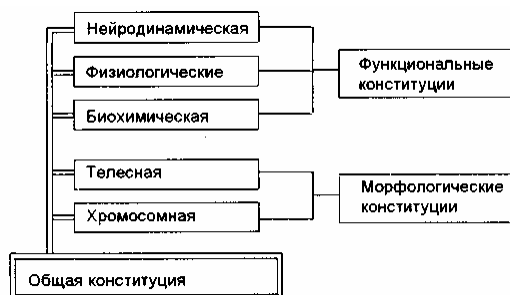 Нейродинамическая
Физиологические
Биохимическая
Функциональные
конституции
Телесная
Хромосомная
Морфологические
конституции
Общая конституция